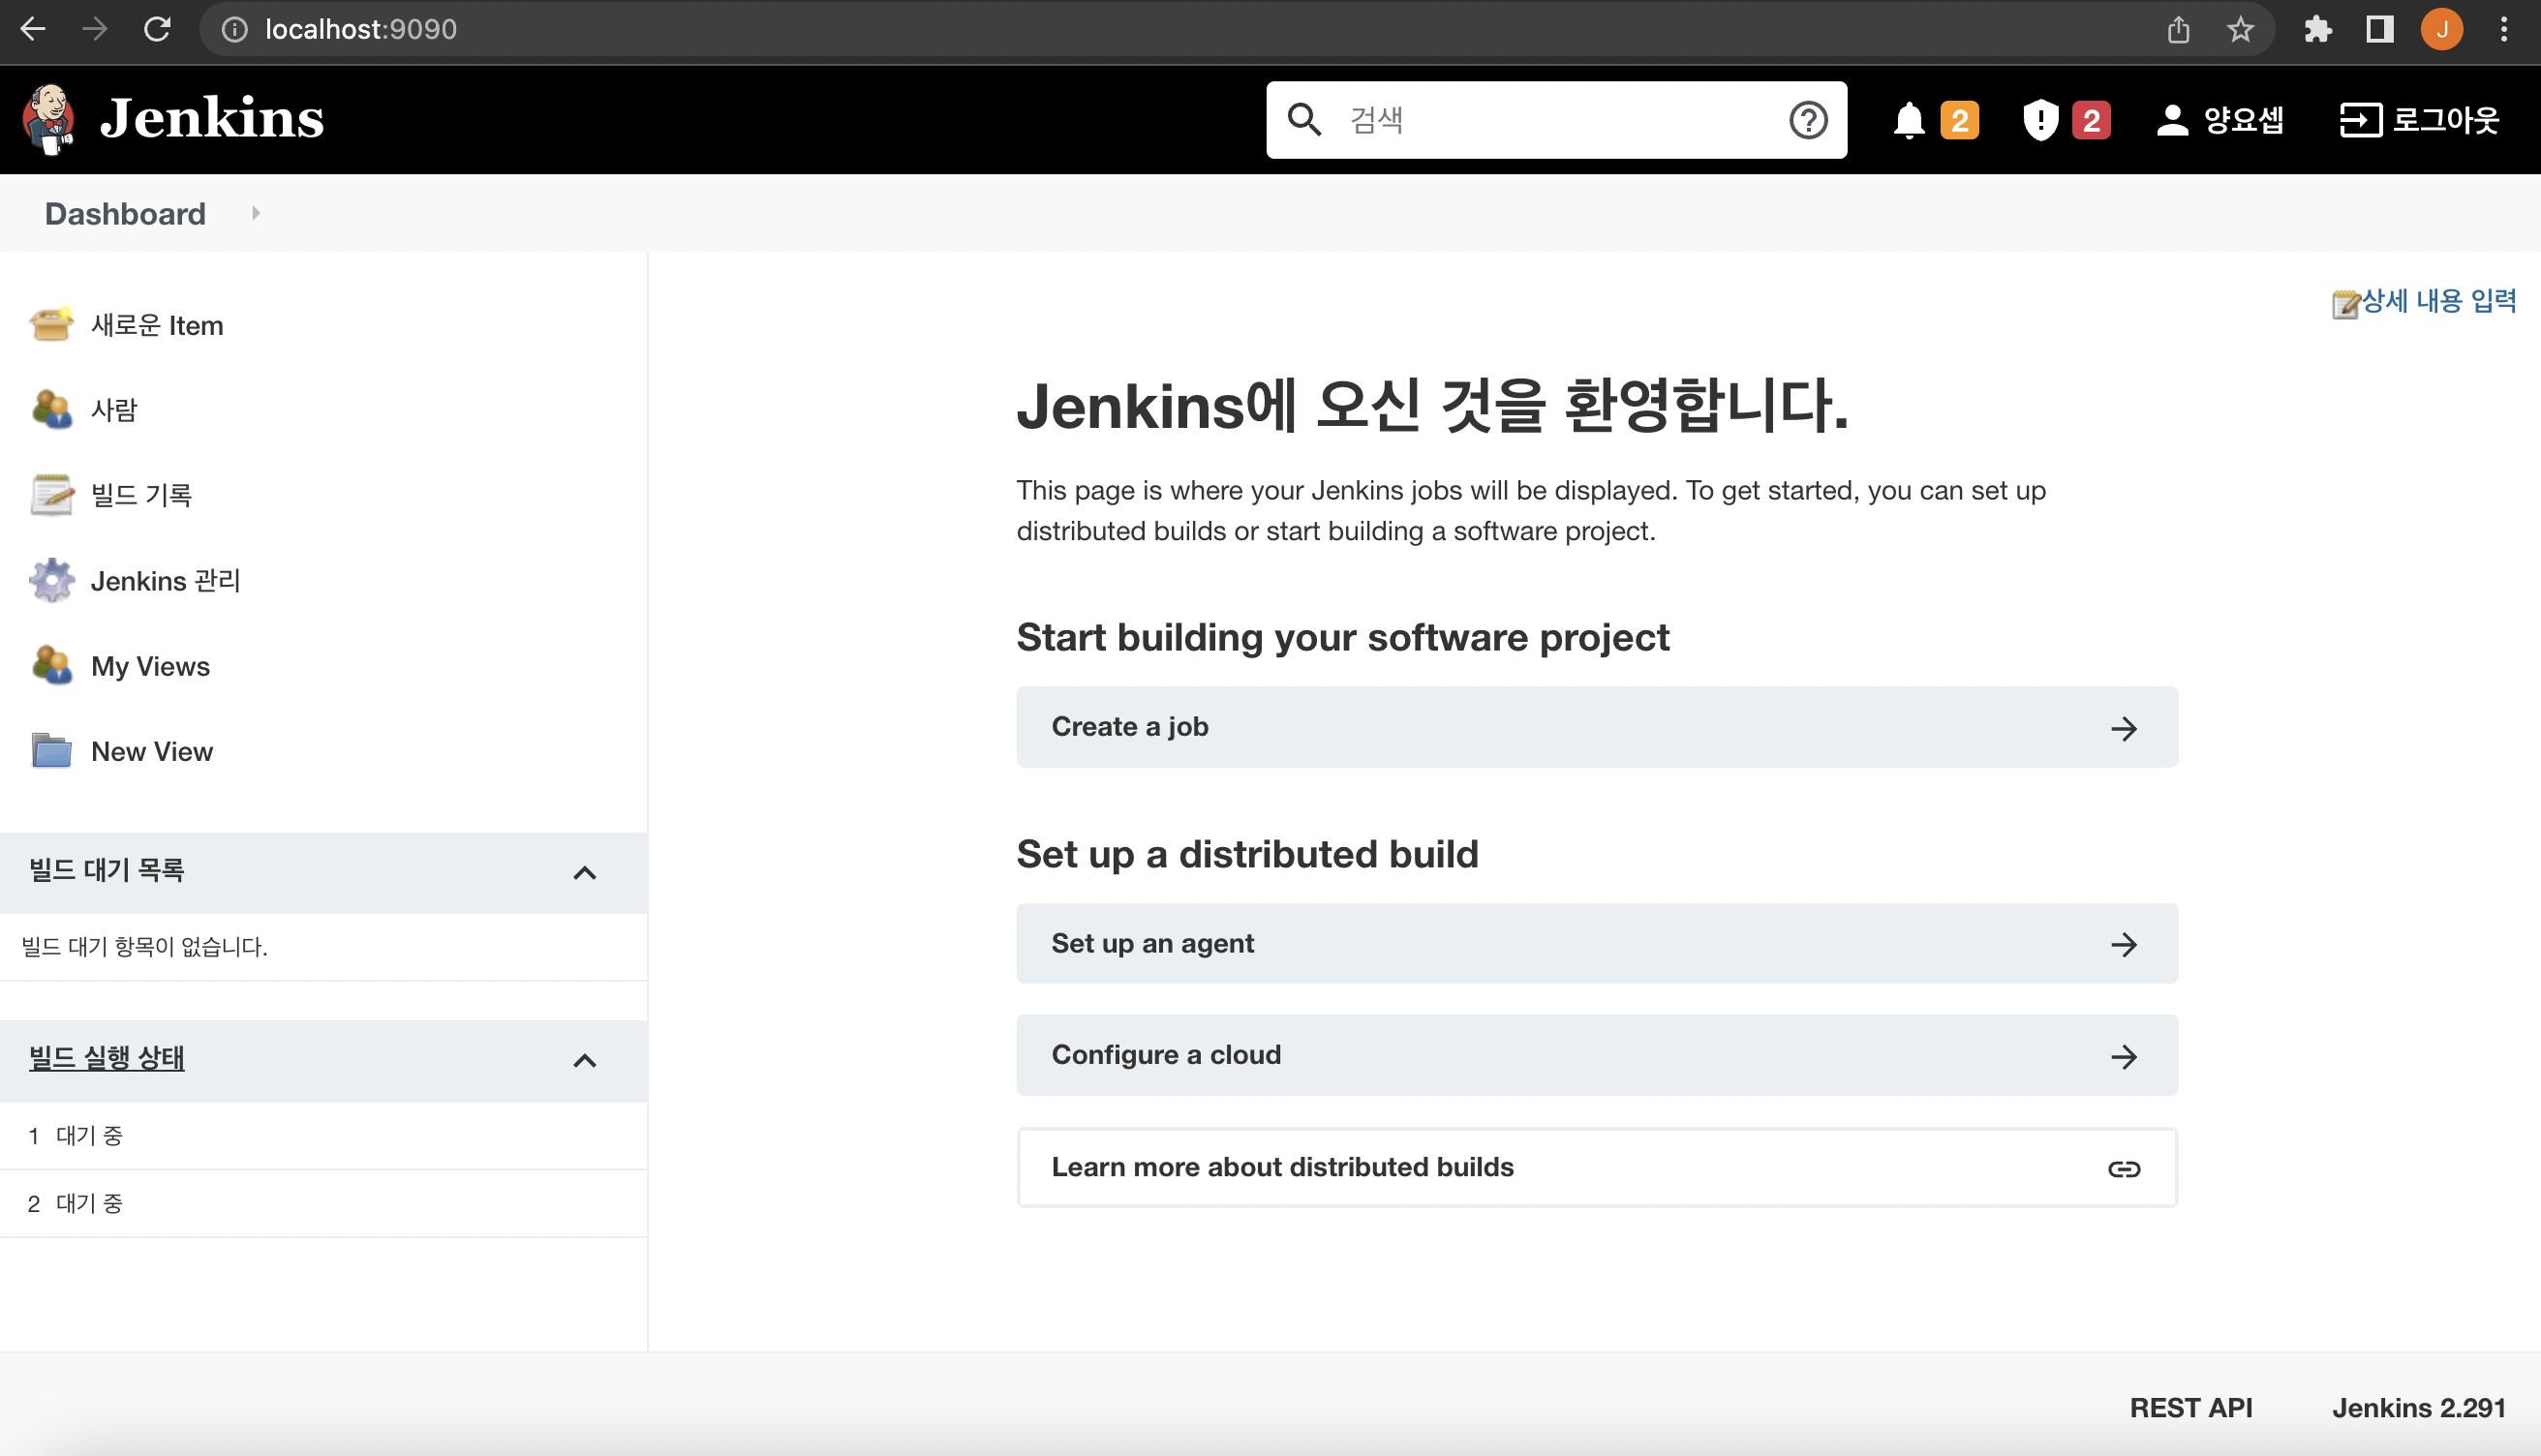 localhost:9090
J
Jenkins
검색
2
2
양요셉
로그아웃
Dashboard
새로운 Item
사람
빌드 기록
Jenkins 관리
My Views
New View
빌드 대기 목록
빌드 대기 항목이 없습니다.
빌드 실행 상태
1 대기 중
2 대기 중
상세 내용 입력
Jenkins에 오신 것을 환영합니다.
This page is where your Jenkins jobs will be displayed. To get started, you can set up
distributed builds or start building a software project.
Start building your software project
Create a job
Set up a distributed build
Set up an agent
Configure a cloud
Learn more about distributed builds
REST API
Jenkins 2.291